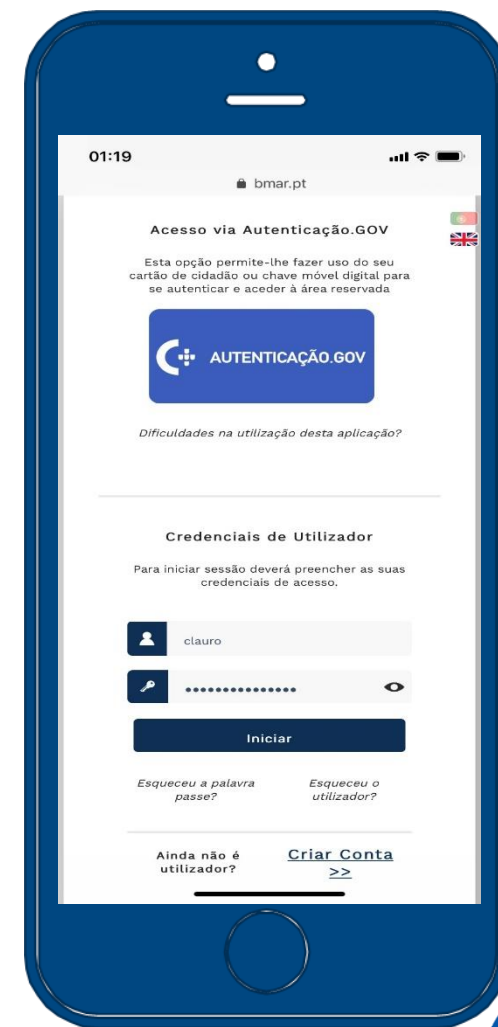 01:19
bmar.pt
Acesso via Autenticação.GOV
Esta opção permite-lhe fazer uso do seu
cartão de cidadão ou chave móvel digital para
se autenticar e aceder à área reservada
AUTENTICAÇÃO.GOV
Dificuldades na utilização desta aplicação?
Credenciais de Utilizador
Para iniciar sessão deverá preencher as suas
credenciais de acesso.
clauro
•••••••••••••••
Iniciar
Esqueceu a palavra
passe?
Esqueceu o
utilizador?
Ainda não é
utilizador?
Criar Conta
>>